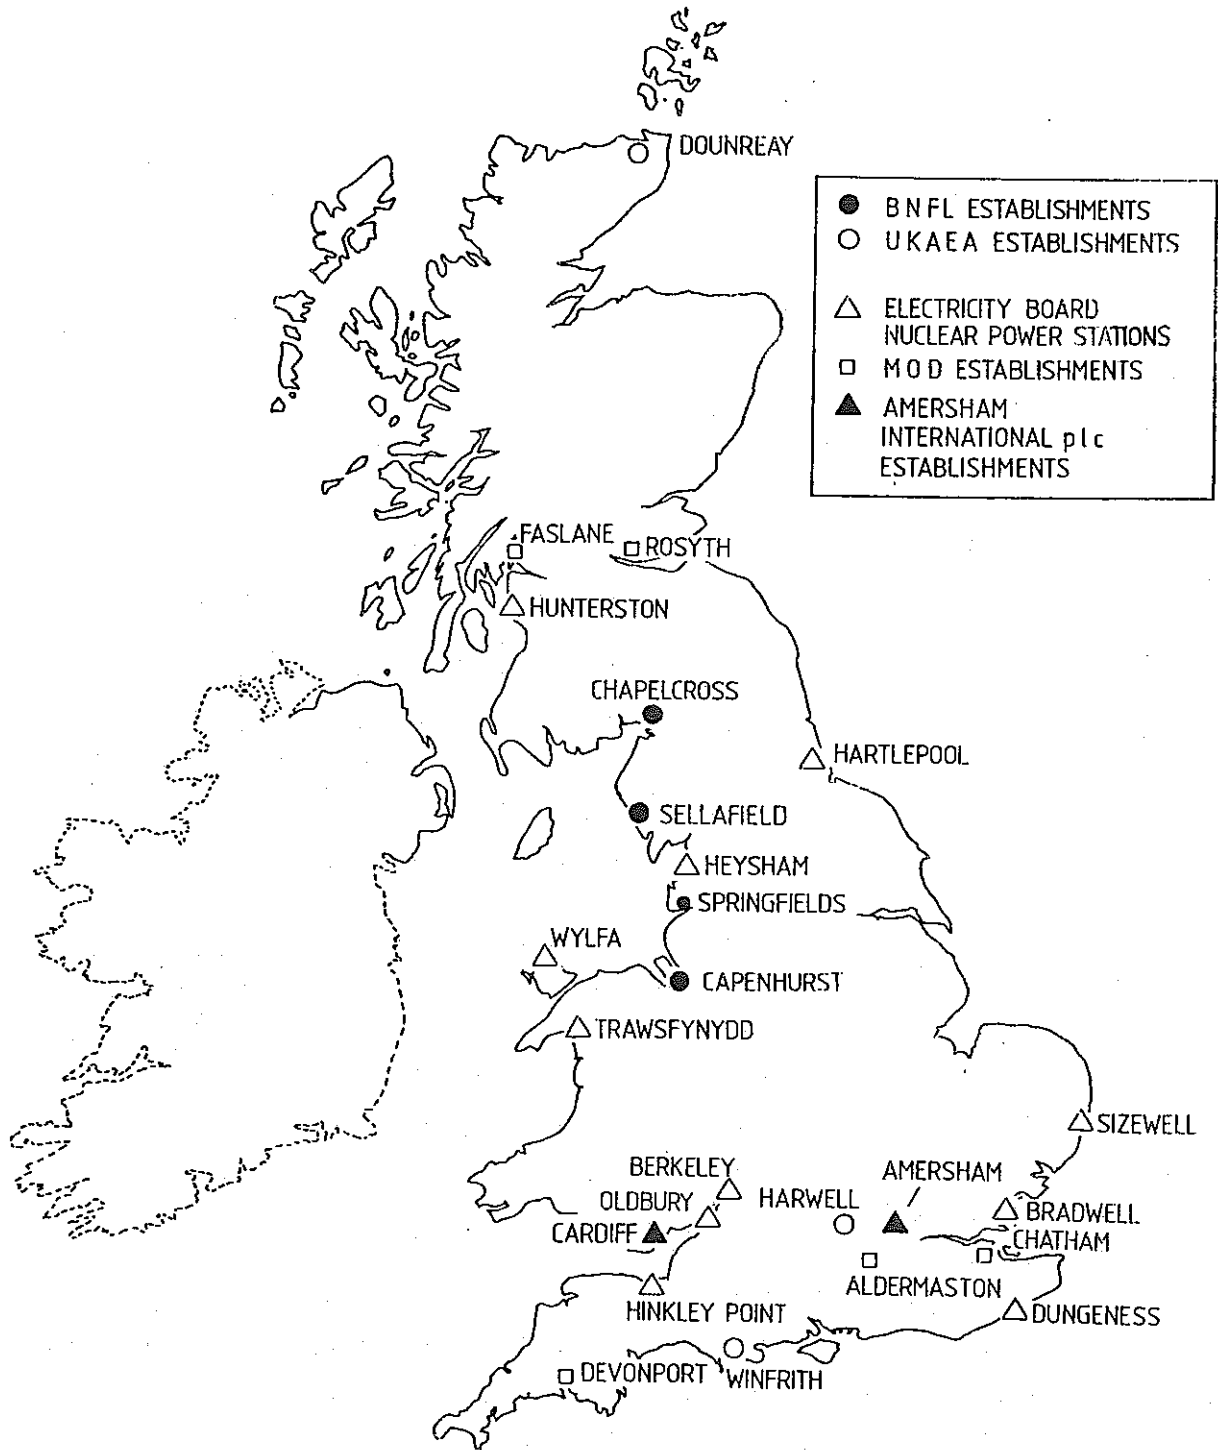 DOUNREAY
● BNFL ESTABLISHMENTS
○ UKAEA ESTABLISHMENTS
△ ELECTRICITY BOARD
NUCLEAR POWER STATIONS
□ MOD ESTABLISHMENTS
▲ AMERSHAM
INTERNATIONAL plc
ESTABLISHMENTS
FASLANE
ROSYTH
HUNTERSTON
CHAPELCROSS
HARTLEPOOL
SELLAFIELD
HEYSHAM
SPRINGFIELDS
WYLFA
CAPENHURST
TRAWSFYNYDD
SIZEWELL
BERKELEY
AMERSHAM
OLDBURY
HARWELL
BRADWELL
CARDIFF
CHATHAM
ALDERMASTON
HINKLEY POINT
DUNGENESS
DEVONPORT
WINFRITH